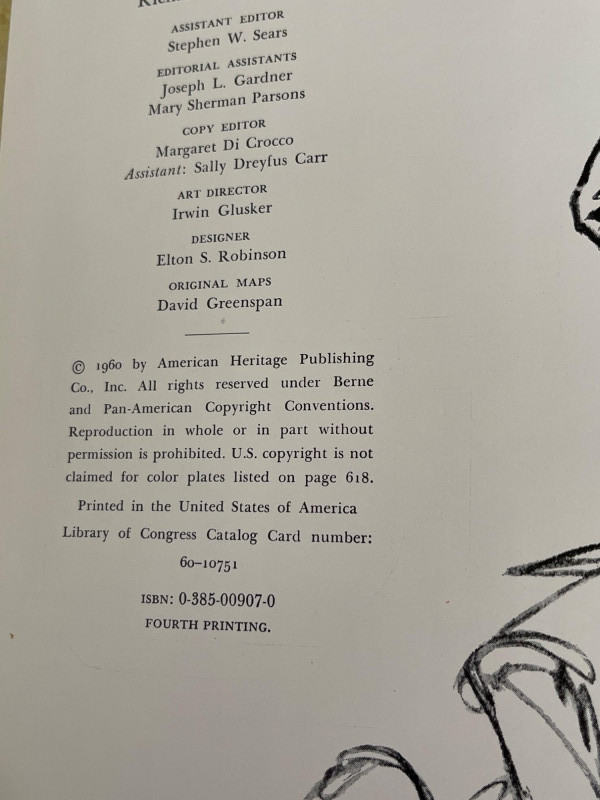 ASSISTANT EDITOR
Stephen W. Sears
EDITORIAL ASSISTANTS
Joseph L. Gardner
Mary Sherman Parsons
COPY EDITOR
Margaret Di Crocco
Assistant: Sally Dreyfus Carr
ART DIRECTOR
Irwin Glusker
DESIGNER
Elton S. Robinson
ORIGINAL MAPS
David Greenspan
© 1960 by American Heritage Publishing
Co., Inc. All rights reserved under Berne
and Pan-American Copyright Conventions.
Reproduction in whole or in part without
permission is prohibited. U.S. copyright is not
claimed for color plates listed on page 618.
Printed in the United States of America
Library of Congress Catalog Card number:
60–10751
ISBN: 0-385-00907-0
FOURTH PRINTING.